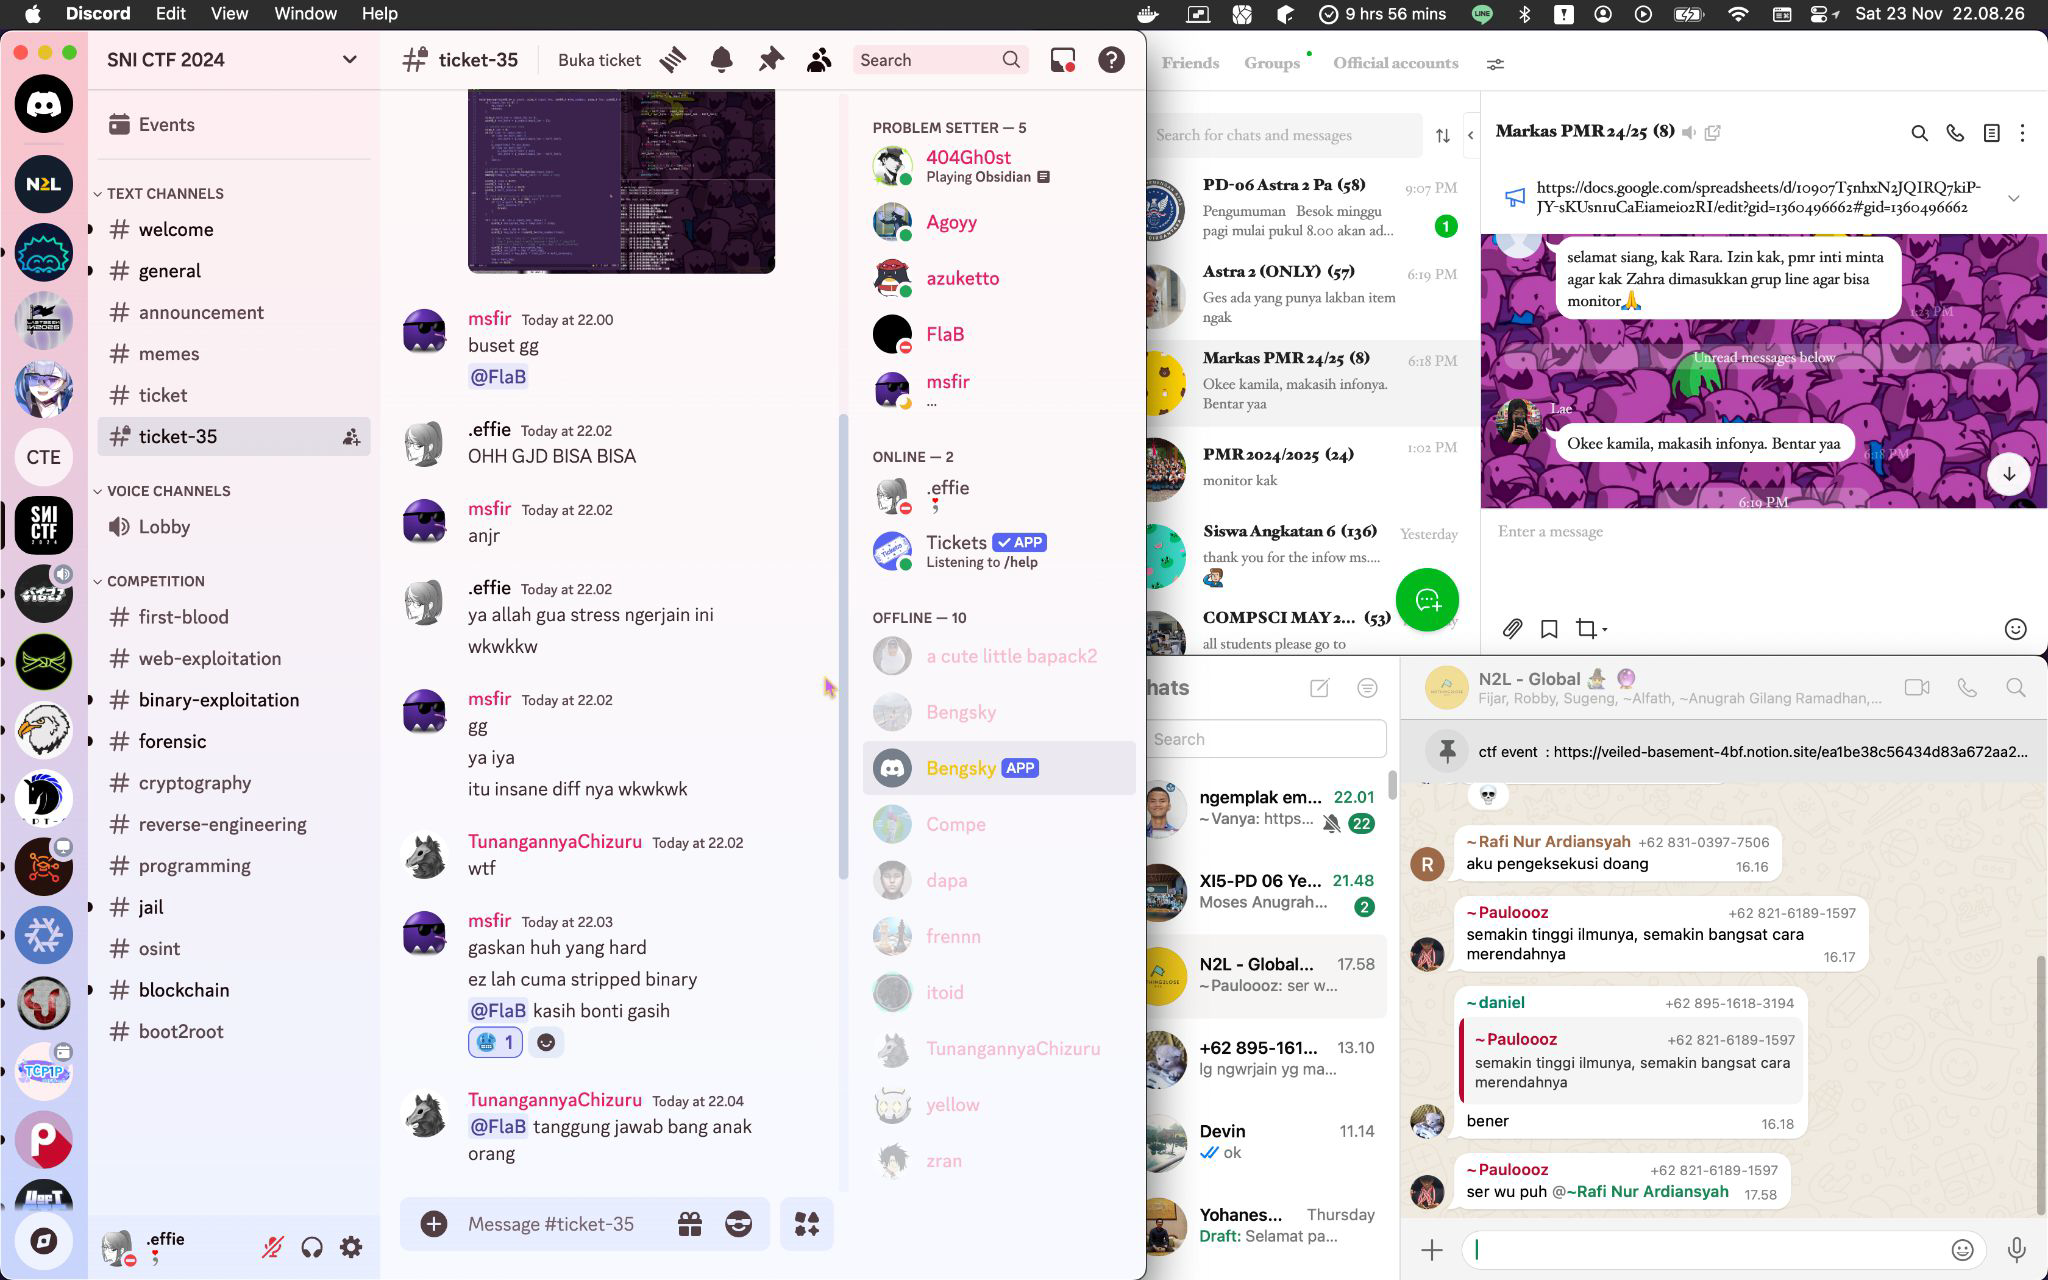 Discord Edit View Window Help
9 hrs 56 mins
Sat 23 Nov 22.08.26
SNI CTF 2024
Events
TEXT CHANNELS
# welcome
# general
# announcement
# memes
# ticket
# ticket-35
VOICE CHANNELS
Lobby
COMPETITION
# first-blood
# web-exploitation
# binary-exploitation
# forensic
# cryptography
# reverse-engineering
# programming
# jail
# osint
# blockchain
# boot2root
N2L
CTE
SNI
CTF
2024
TCP1P
.effie
ticket-35
Buka ticket
Search
msfir Today at 22.00
buset gg
@FlaB
.effie Today at 22.02
OHH GJD BISA BISA
msfir Today at 22.02
anjr
.effie Today at 22.02
ya allah gua stress ngerjain ini
wkwkkw
msfir Today at 22.02
gg
ya iya
itu insane diff nya wkwkwk
TunangannyaChizuru Today at 22.02
wtf
msfir Today at 22.03
gaskan huh yang hard
ez lah cuma stripped binary
@FlaB kasih bonti gasih
🥶 1
TunangannyaChizuru Today at 22.04
@FlaB tanggung jawab bang anak
orang
Message #ticket-35
PROBLEM SETTER — 5
404Gh0st
Playing Obsidian
Agoyy
azuketto
FlaB
msfir
...
ONLINE — 2
.effie
Tickets ✓ APP
Listening to /help
OFFLINE — 10
a cute little bapack2
Bengsky
Bengsky APP
Compe
dapa
frennn
itoid
TunangannyaChizuru
yellow
zran
Friends Groups Official accounts
Search for chats and messages
PD-06 Astra 2 Pa (58) 9:07 PM
Pengumuman Besok minggu
pagi mulai pukul 8.00 akan ad...
1
Astra 2 (ONLY) (57) 6:19 PM
Ges ada yang punya lakban item
ngak
Markas PMR 24/25 (8) 6:18 PM
Okee kamila, makasih infonya.
Bentar yaa
PMR 2024/2025 (24) 1:02 PM
monitor kak
Siswa Angkatan 6 (136) Yesterday
thank you for the infow ms....
COMPSCI MAY 2... (53)
all students please go to
Markas PMR 24/25 (8)
https://docs.google.com/spreadsheets/d/10907T5nhxN2JQIRQ7kiP-
JY-sKUsn1uCaEiamei02RI/edit?gid=1360496662#gid=1360496662
selamat siang, kak Rara. Izin kak, pmr inti minta
agar kak Zahra dimasukkan grup line agar bisa
monitor🙏
1:23 PM
Unread messages below
Lae
Okee kamila, makasih infonya. Bentar yaa
6:18 PM
6:19 PM
Enter a message
hats
Search
ngemplak em... 22.01
~Vanya: https... 22
XI5-PD 06 Ye... 21.48
Moses Anugrah... 2
N2L - Global... 17.58
~Pauloooz: ser w...
+62 895-161... 13.10
lg ngwrjain yg ma...
Devin 11.14
ok
Yohanes... Thursday
Draft: Selamat pa...
N2L - Global 🧙‍♀️ 🔮
Fijar, Robby, Sugeng, ~Alfath, ~Anugrah Gilang Ramadhan,...
ctf event : https://veiled-basement-4bf.notion.site/ea1be38c56434d83a672aa2...
💀
R
~Rafi Nur Ardiansyah +62 831-0397-7506
aku pengeksekusi doang 16.16
~Pauloooz +62 821-6189-1597
semakin tinggi ilmunya, semakin bangsat cara
merendahnya 16.17
~daniel +62 895-1618-3194
~Pauloooz +62 821-6189-1597
semakin tinggi ilmunya, semakin bangsat cara
merendahnya
bener 16.18
~Pauloooz +62 821-6189-1597
ser wu puh @~Rafi Nur Ardiansyah 17.58